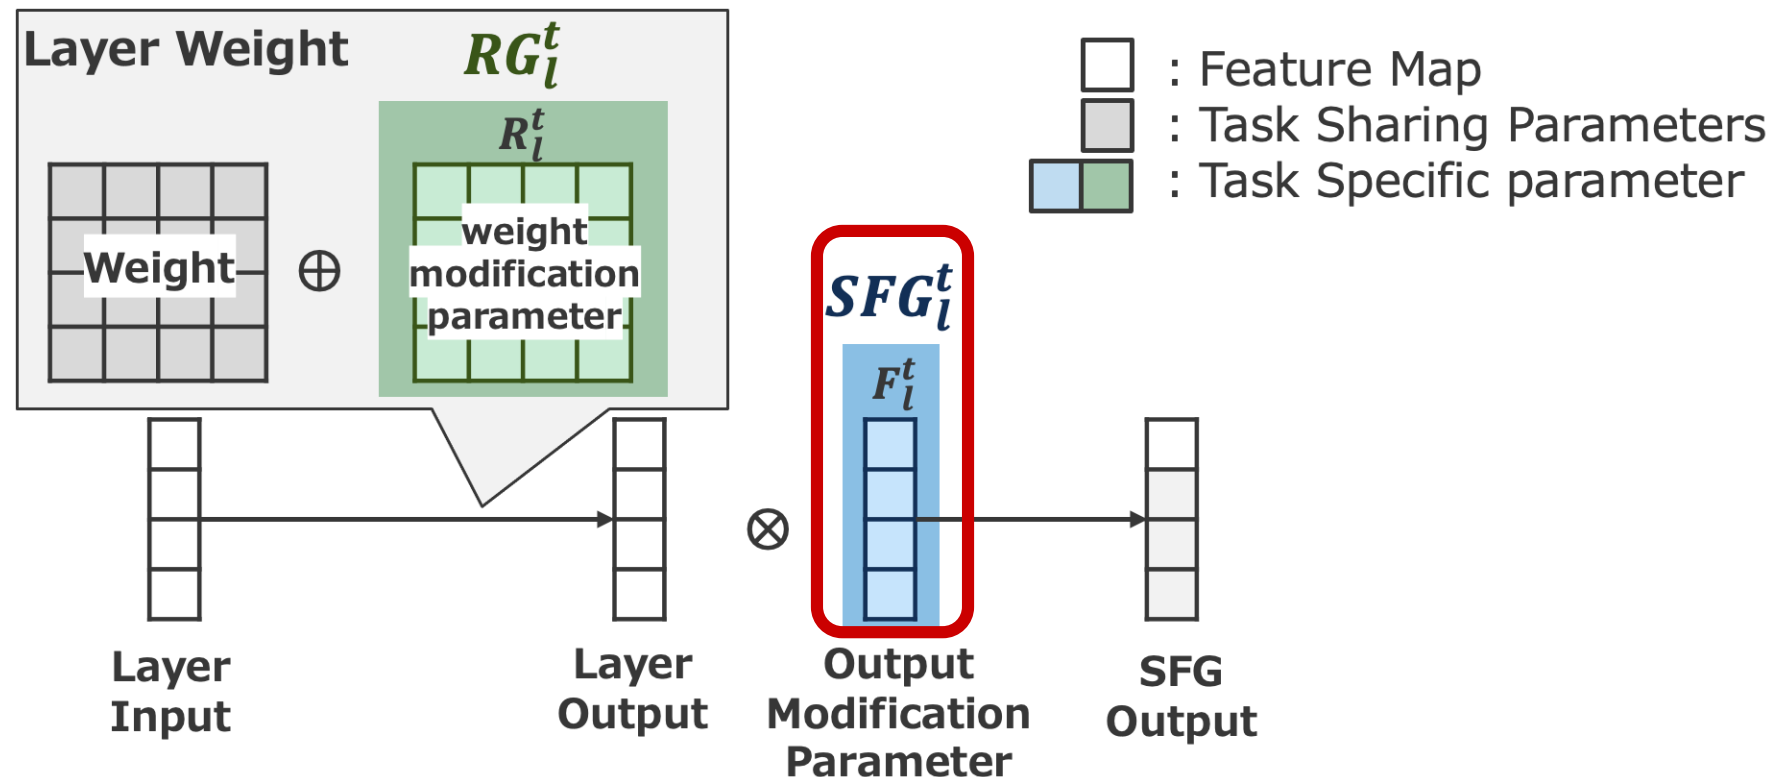 Layer Weight
RG_l^t
R_l^t
Weight
⊕
weight
modification
parameter
: Feature Map
: Task Sharing Parameters
: Task Specific parameter
SFG_l^t
F_l^t
⊗
Layer
Input
Layer
Output
Output
Modification
Parameter
SFG
Output